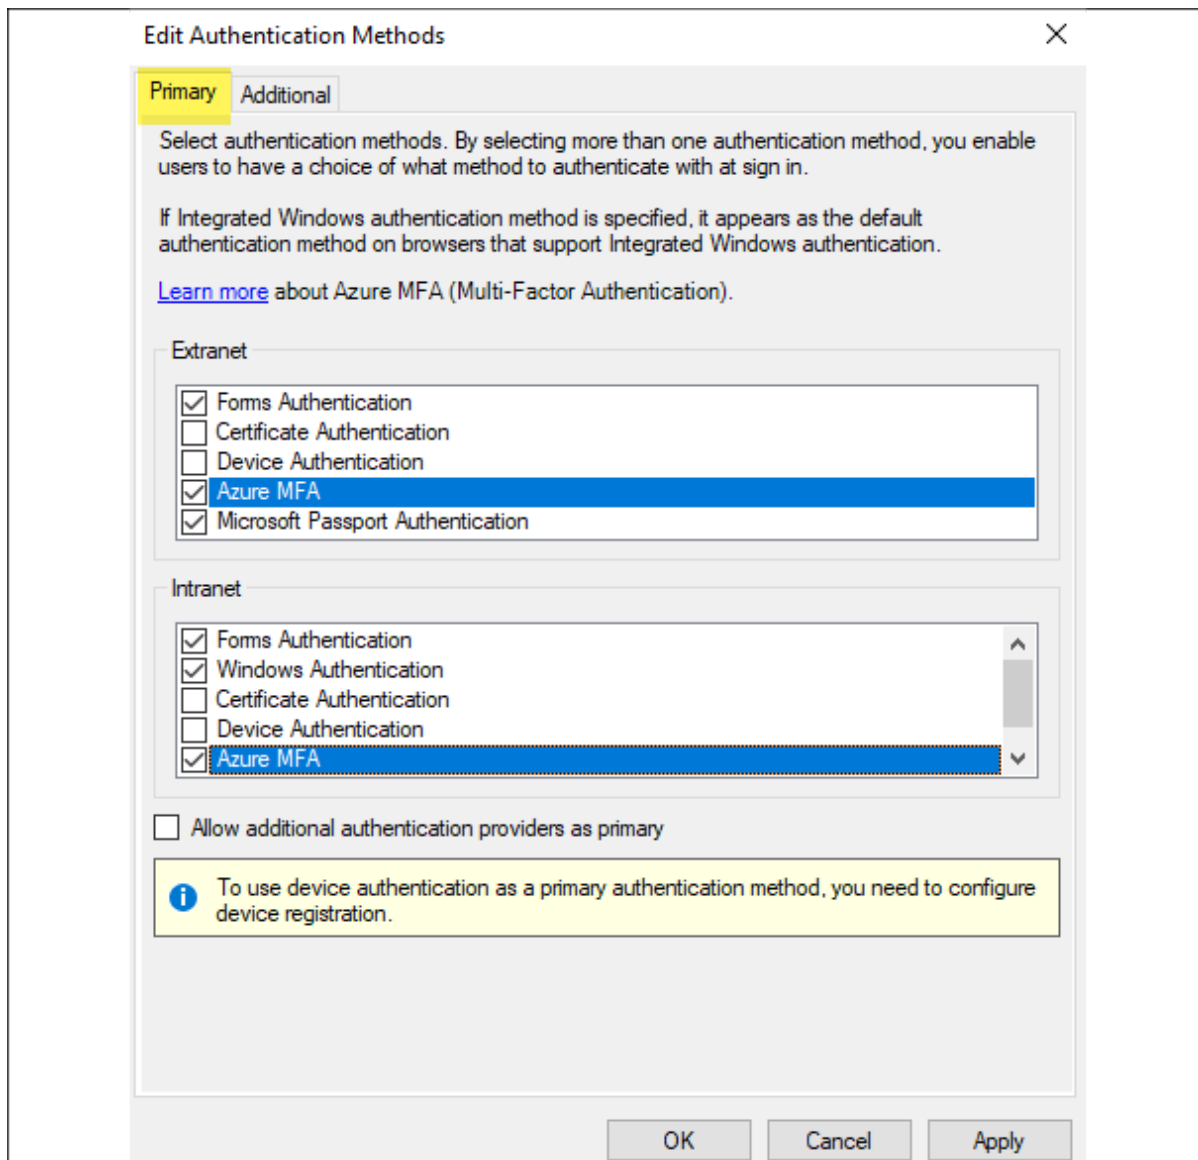 Edit Authentication Methods
Primary
Additional
Select authentication methods. By selecting more than one authentication method, you enable
users to have a choice of what method to authenticate with at sign in.
If Integrated Windows authentication method is specified, it appears as the default
authentication method on browsers that support Integrated Windows authentication.
Learn more about Azure MFA (Multi-Factor Authentication).
Extranet
Forms Authentication
Certificate Authentication
Device Authentication
Azure MFA
Microsoft Passport Authentication
Intranet
Forms Authentication
Windows Authentication
Certificate Authentication
Device Authentication
Azure MFA
Allow additional authentication providers as primary
To use device authentication as a primary authentication method, you need to configure
device registration.
OK
Cancel
Apply